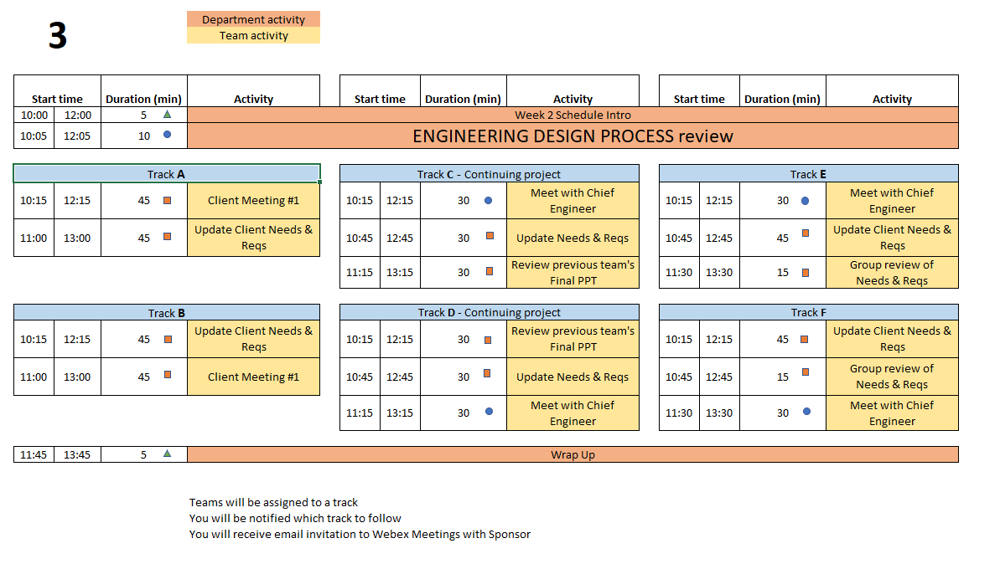 3
Department activity
Team activity
Start time Duration (min) Activity Start time Duration (min) Activity Start time Duration (min) Activity
10:00 12:00 5 Week 2 Schedule Intro
10:05 12:05 10 ENGINEERING DESIGN PROCESS review
Track A
10:15 12:15 45 Client Meeting #1
11:00 13:00 45 Update Client Needs &
Reqs
Track C - Continuing project
10:15 12:15 30 Meet with Chief
Engineer
10:45 12:45 30 Update Needs & Reqs
11:15 13:15 30 Review previous team's
Final PPT
Track E
10:15 12:15 30 Meet with Chief
Engineer
10:45 12:45 45 Update Client Needs &
Reqs
11:30 13:30 15 Group review of
Needs & Reqs
Track B
10:15 12:15 45 Update Client Needs &
Reqs
11:00 13:00 45 Client Meeting #1
Track D - Continuing project
10:15 12:15 30 Review previous team's
Final PPT
10:45 12:45 30 Update Needs & Reqs
11:15 13:15 30 Meet with Chief
Engineer
Track F
10:15 12:15 45 Update Client Needs &
Reqs
10:45 12:45 15 Group review of
Needs & Reqs
11:30 13:30 30 Meet with Chief
Engineer
11:45 13:45 5 Wrap Up
Teams will be assigned to a track
You will be notified which track to follow
You will receive email invitation to Webex Meetings with Sponsor